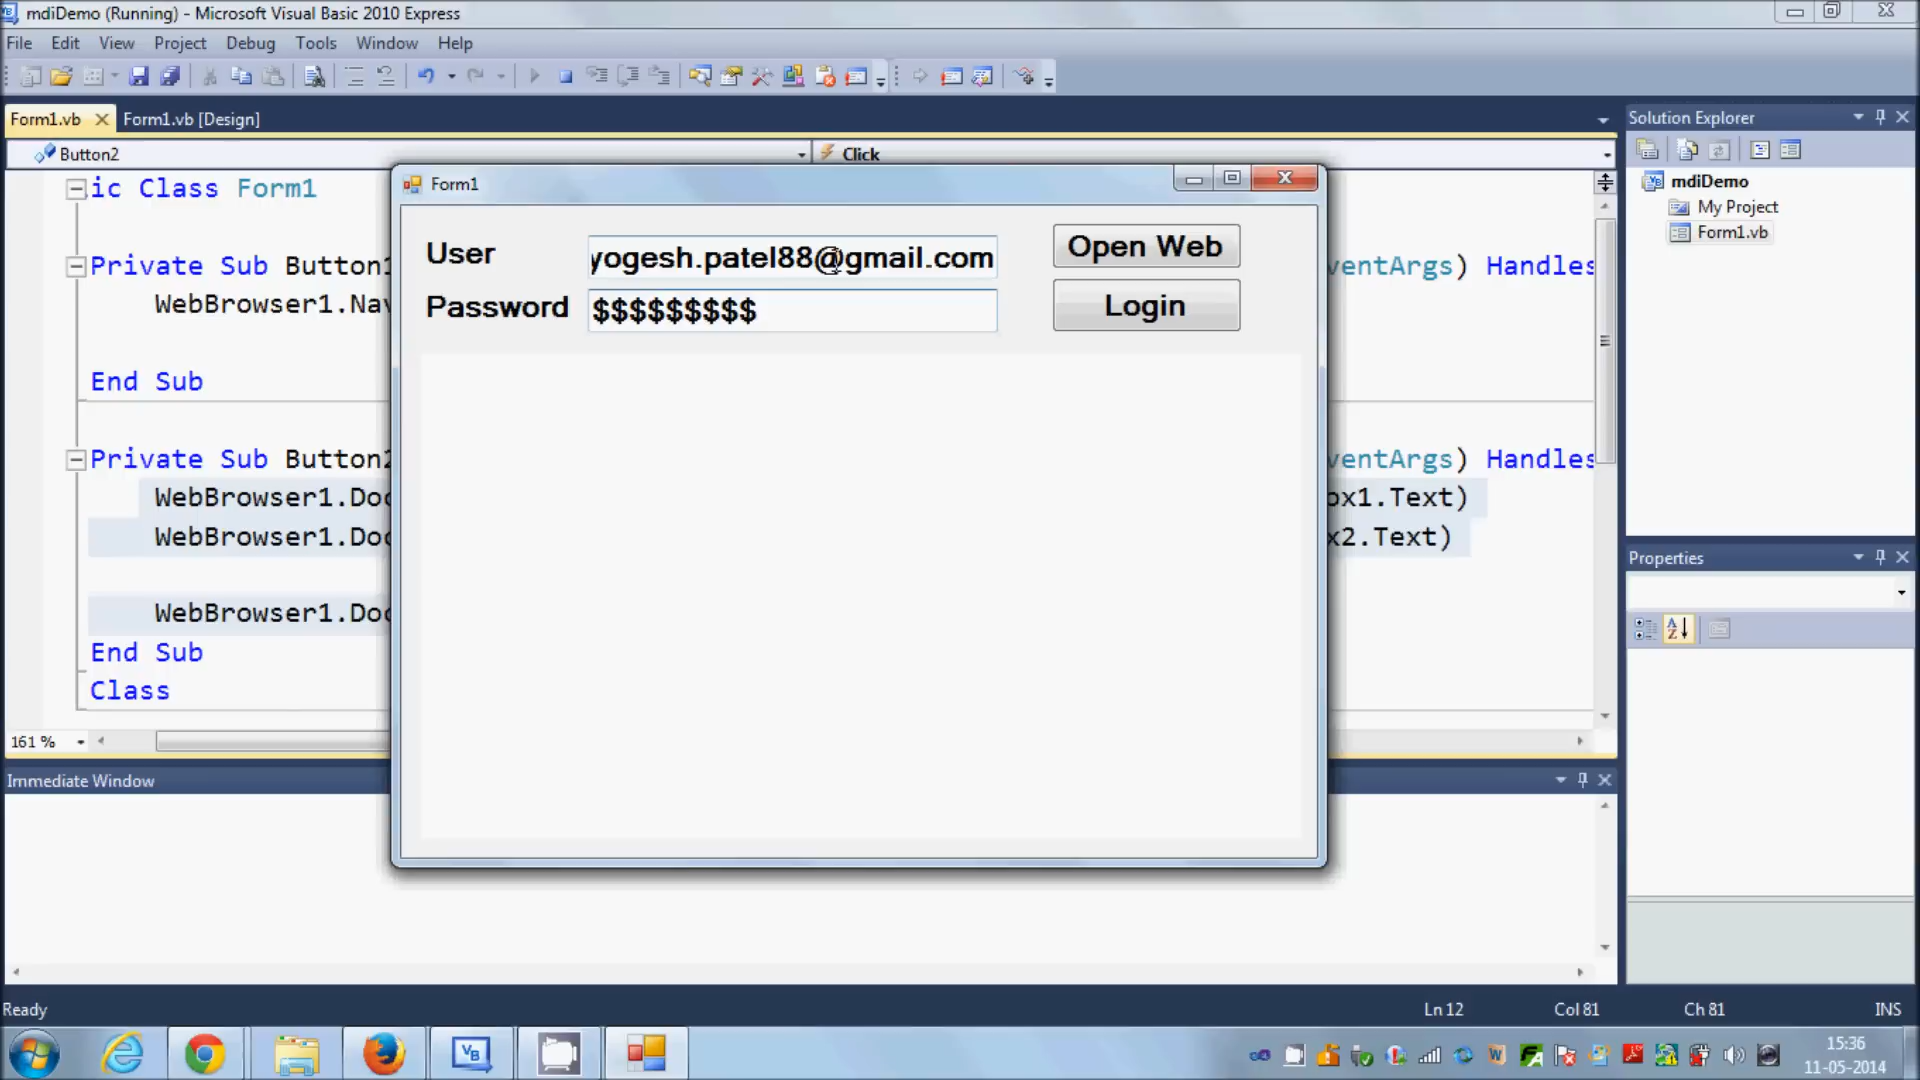 mdiDemo (Running) - Microsoft Visual Basic 2010 Express
File Edit View Project Debug Tools Window Help
Form1.vb Form1.vb [Design]
Button2 Click
ic Class Form1
Private Sub Button1 ventArgs) Handles
WebBrowser1.Nav
End Sub
Private Sub Button2 ventArgs) Handles
WebBrowser1.Doc ox1.Text)
WebBrowser1.Doc x2.Text)
WebBrowser1.Doc
End Sub
Class
161 %
Form1
User yogesh.patel88@gmail.com Open Web
Password $$$$$$$$$ Login
Solution Explorer
mdiDemo
My Project
Form1.vb
Properties
Immediate Window
Ready Ln 12 Col 81 Ch 81 INS
15:36
11-05-2014